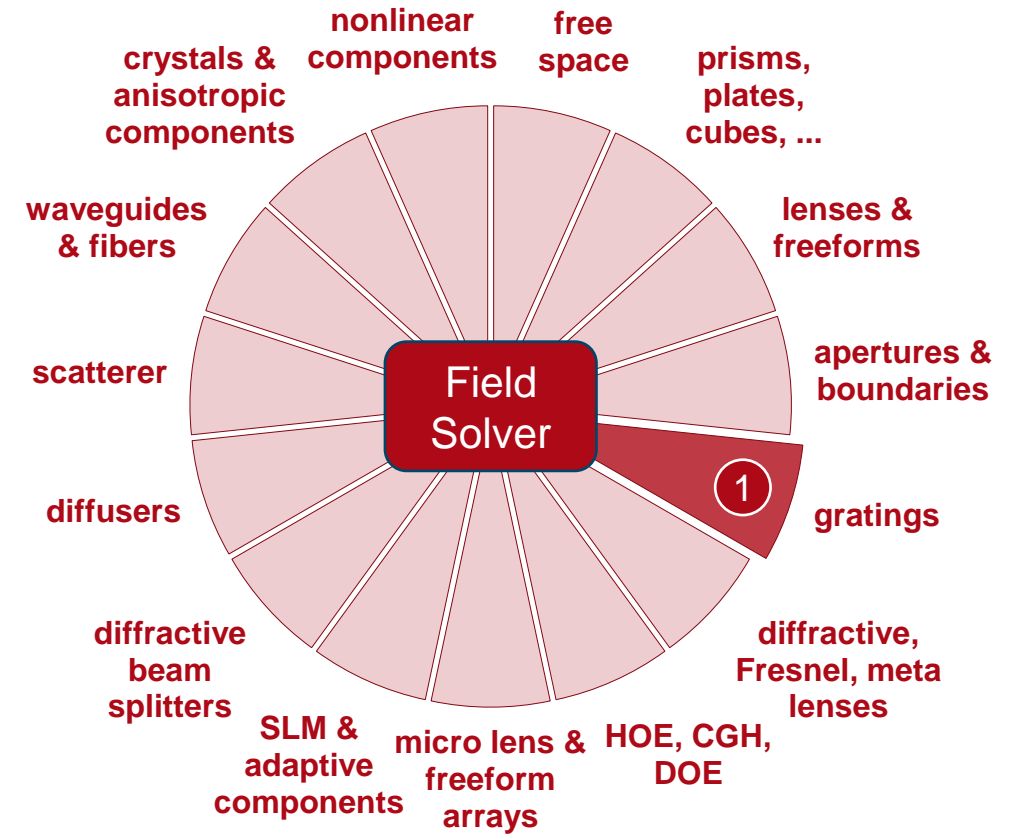 nonlinear
components
free
space
prisms,
plates,
cubes, ...
lenses &
freeforms
apertures &
boundaries
1
gratings
diffractive,
Fresnel, meta
lenses
HOE, CGH,
DOE
micro lens &
freeform
arrays
SLM &
adaptive
components
diffractive
beam
splitters
diffusers
scatterer
waveguides
& fibers
crystals &
anisotropic
components
Field
Solver